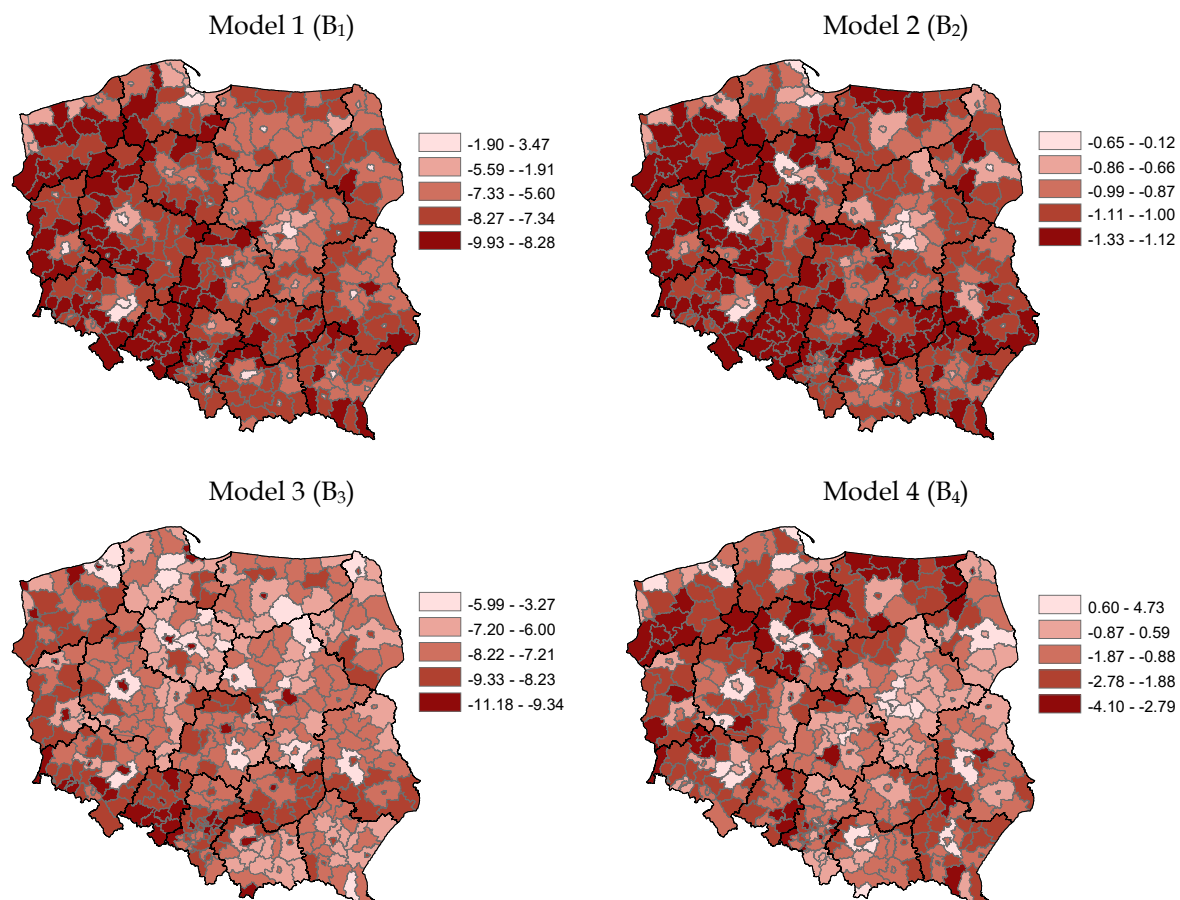 Model 1 (B₁)
Model 2 (B₂)
-1.90 - 3.47
-5.59 - -1.91
-7.33 - -5.60
-8.27 - -7.34
-9.93 - -8.28
-0.65 - -0.12
-0.86 - -0.66
-0.99 - -0.87
-1.11 - -1.00
-1.33 - -1.12
Model 3 (B₃)
Model 4 (B₄)
-5.99 - -3.27
-7.20 - -6.00
-8.22 - -7.21
-9.33 - -8.23
-11.18 - -9.34
0.60 - 4.73
-0.87 - 0.59
-1.87 - -0.88
-2.78 - -1.88
-4.10 - -2.79